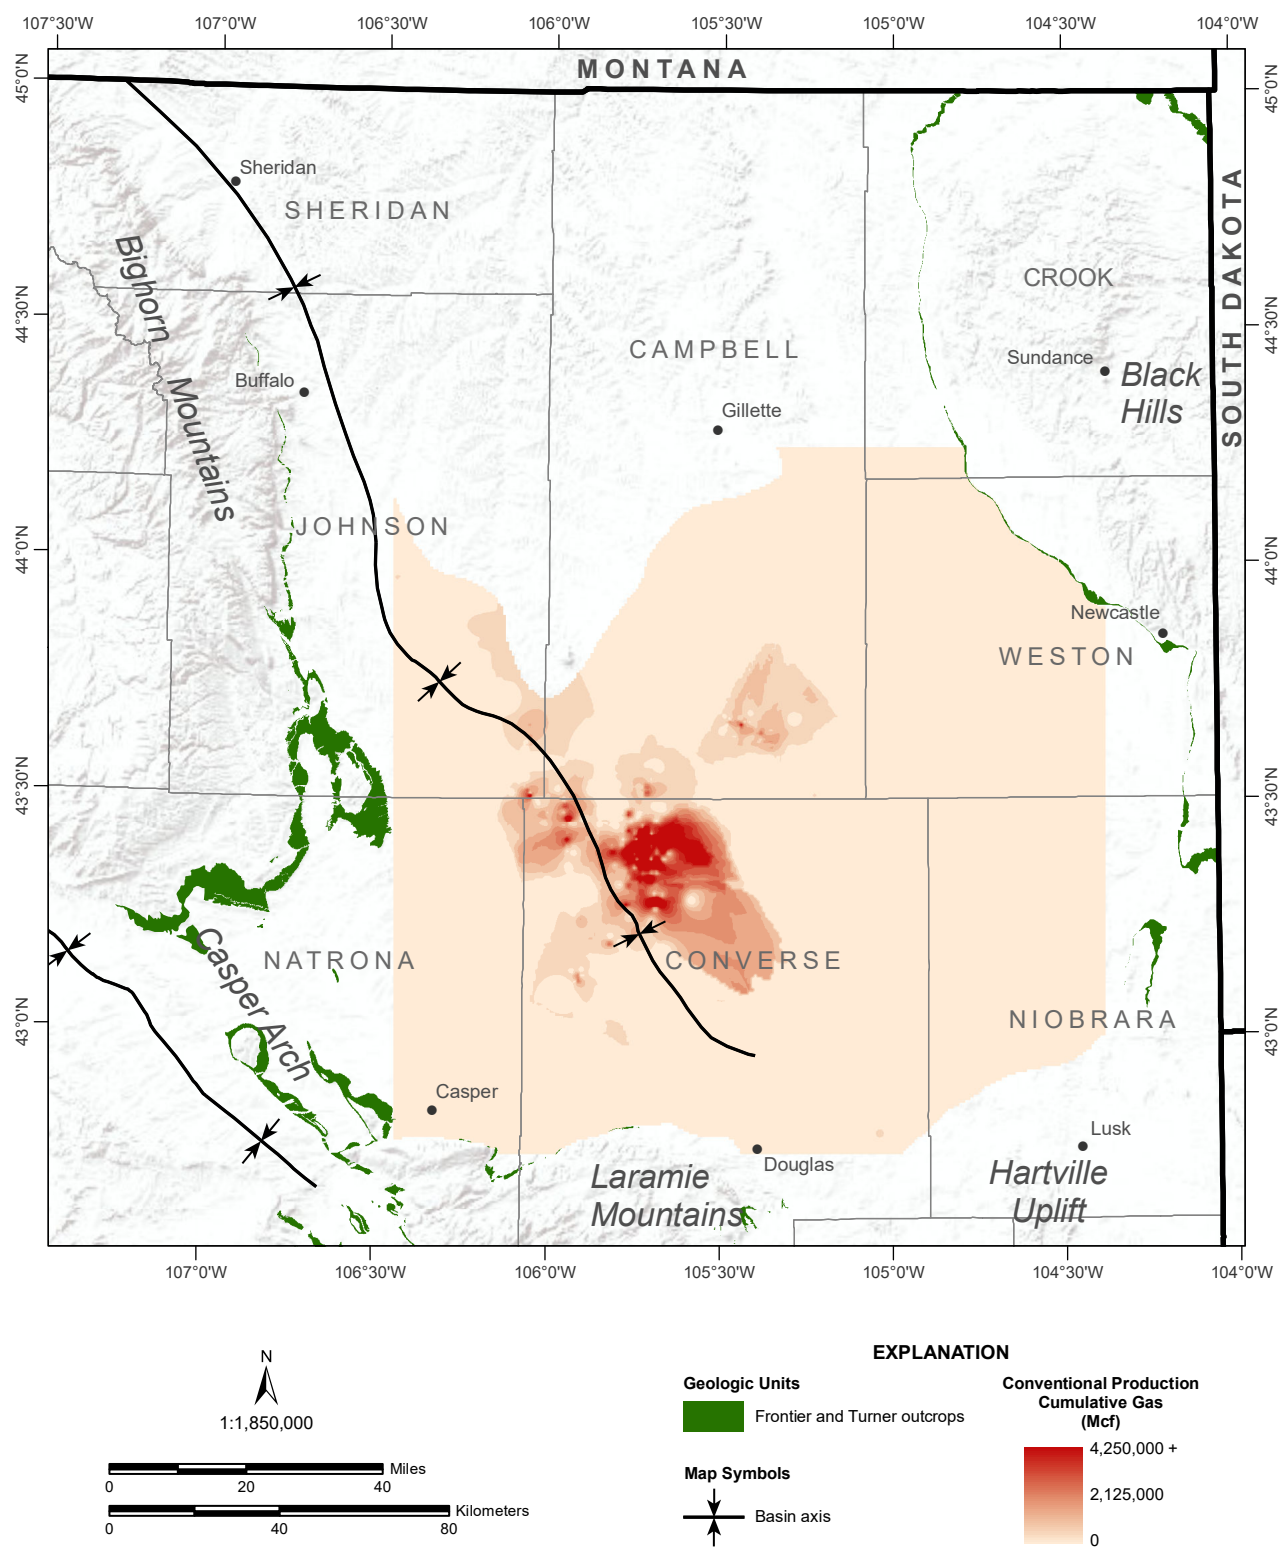 107°30'W 107°0'W 106°30'W 106°0'W 105°30'W 105°0'W 104°30'W 104°0'W
45°0'N
45°0'N
MONTANA
SOUTH DAKOTA
Sheridan
SHERIDAN
Bighorn
Mountains
CROOK
44°30'N
44°30'N
CAMPBELL
Sundance
Black
Hills
Buffalo
Gillette
JOHNSON
44°0'N
44°0'N
Newcastle
WESTON
43°30'N
43°30'N
Casper Arch
NATRONA
CONVERSE
NIOBRARA
43°0'N
43°0'N
Casper
Lusk
Douglas
Laramie
Mountains
Hartville
Uplift
107°0'W 106°30'W 106°0'W 105°30'W 105°0'W 104°30'W 104°0'W
N
1:1,850,000
Miles
0 20 40
Kilometers
0 40 80
EXPLANATION
Geologic Units
Frontier and Turner outcrops
Map Symbols
Basin axis
Conventional Production
Cumulative Gas
(Mcf)
4,250,000 +
2,125,000
0